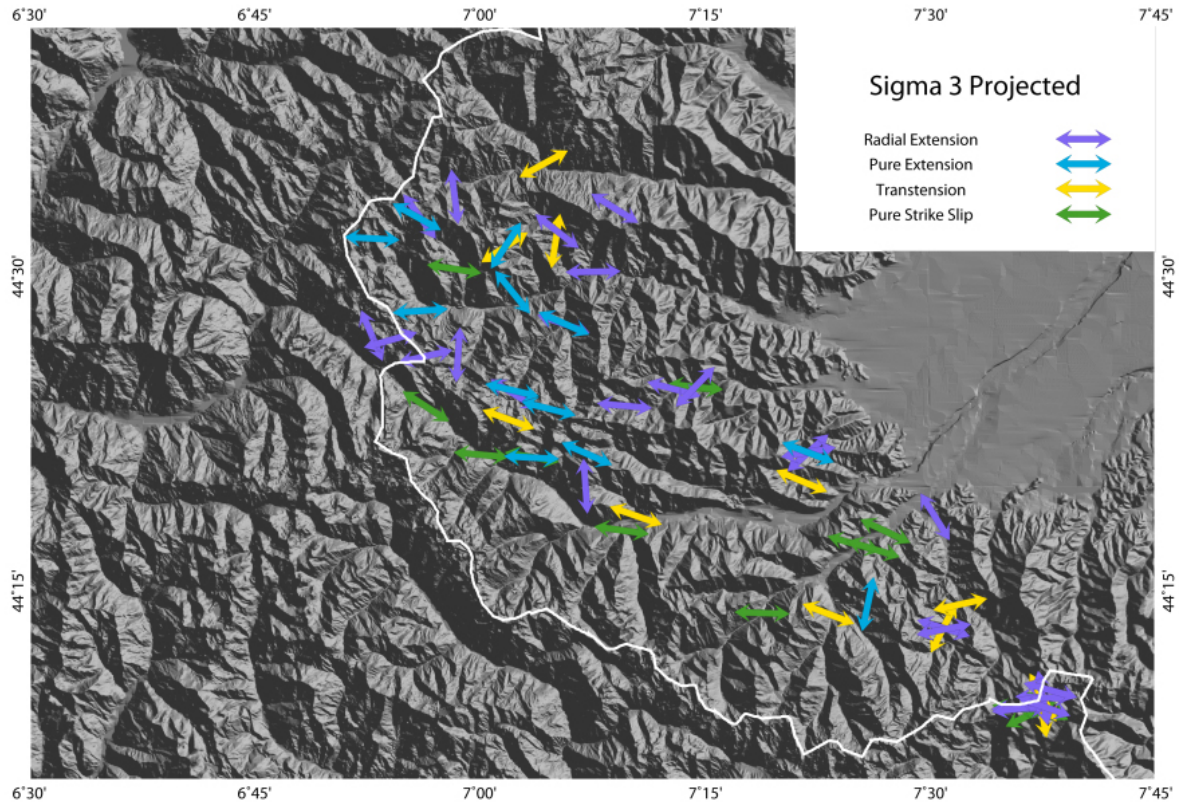 6˚30' 6˚45' 7˚00' 7˚15' 7˚30' 7˚45'
Sigma 3 Projected
Radial Extension
Pure Extension
Transtension
Pure Strike Slip
44˚30' 44˚30'
44˚15' 44˚15'
6˚30' 6˚45' 7˚00' 7˚15' 7˚30' 7˚45'